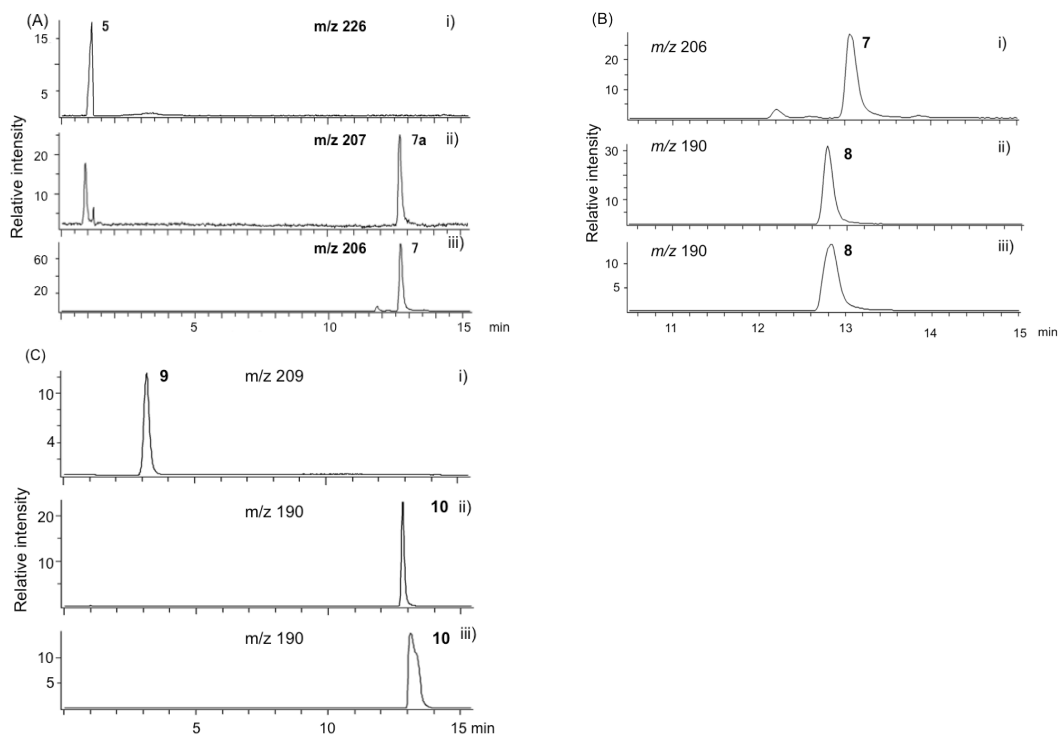 (A)
5
m/z 226
i)
15
5
m/z 207
7a
ii)
20
10
m/z 206
7
iii)
60
20
Relative intensity
5
10
15
min
(B)
m/z 206
7
i)
20
10
m/z 190
8
ii)
30
10
m/z 190
8
iii)
10
5
Relative intensity
11
12
13
14
15
min
(C)
9
m/z 209
i)
10
4
m/z 190
10
ii)
20
10
m/z 190
10
iii)
10
5
Relative intensity
5
10
15 min